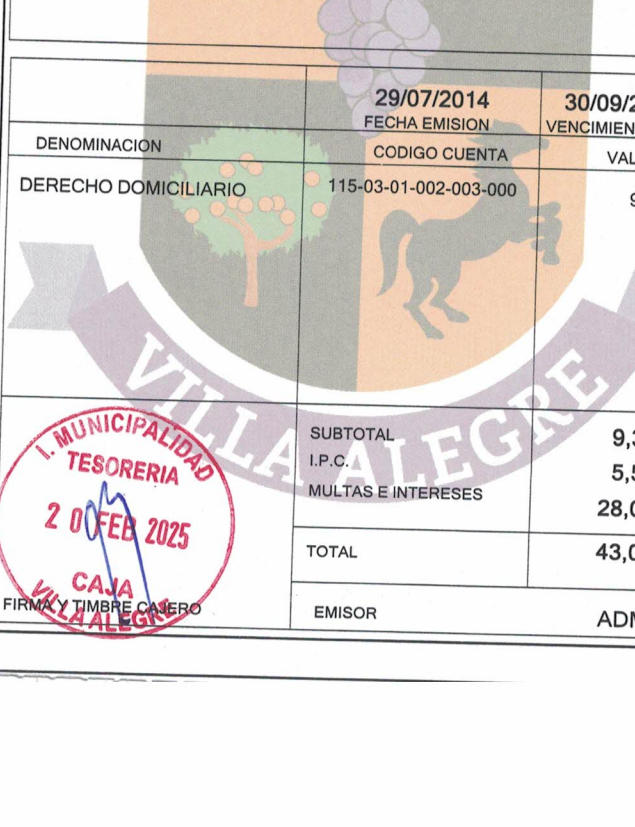 29/07/2014 30/09/2
FECHA EMISION VENCIMIEN
DENOMINACION CODIGO CUENTA VAL
DERECHO DOMICILIARIO 115-03-01-002-003-000 9
VILLA ALEGRE
SUBTOTAL 9,3
I.P.C. 5,5
MULTAS E INTERESES 28,0
TOTAL 43,0
EMISOR ADM
I. MUNICIPALIDAD
TESORERIA
20 FEB 2025
CAJA
VILLA ALEGRE
FIRMA Y TIMBRE CAJERO